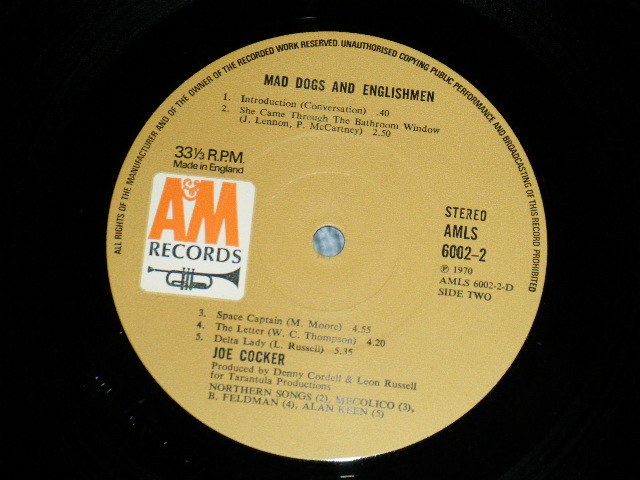 ALL RIGHTS OF THE MANUFACTURER AND OF THE OWNER OF THE RECORDED WORK RESERVED. UNAUTHORISED COPYING PUBLIC PERFORMANCE AND BROADCASTING OF THIS RECORD PROHIBITED
MAD DOGS AND ENGLISHMEN
1. Introduction (Conversation) .40
2. She Came Through The Bathroom Window
(J. Lennon, P. McCartney) 2.50
33⅓ R.P.M.
Made in England
A&M
RECORDS
STEREO
AMLS
6002-2
℗ 1970
AMLS 6002-2-D
SIDE TWO
3. Space Captain (M. Moore) 4.55
4. The Letter (W. C. Thompson) 4.20
5. Delta Lady (L. Russell) 5.35
JOE COCKER
Produced by Denny Cordell & Leon Russell
for Tarantula Productions
NORTHERN SONGS (2), MECOLICO (3),
B. FELDMAN (4), ALAN KEEN (5)